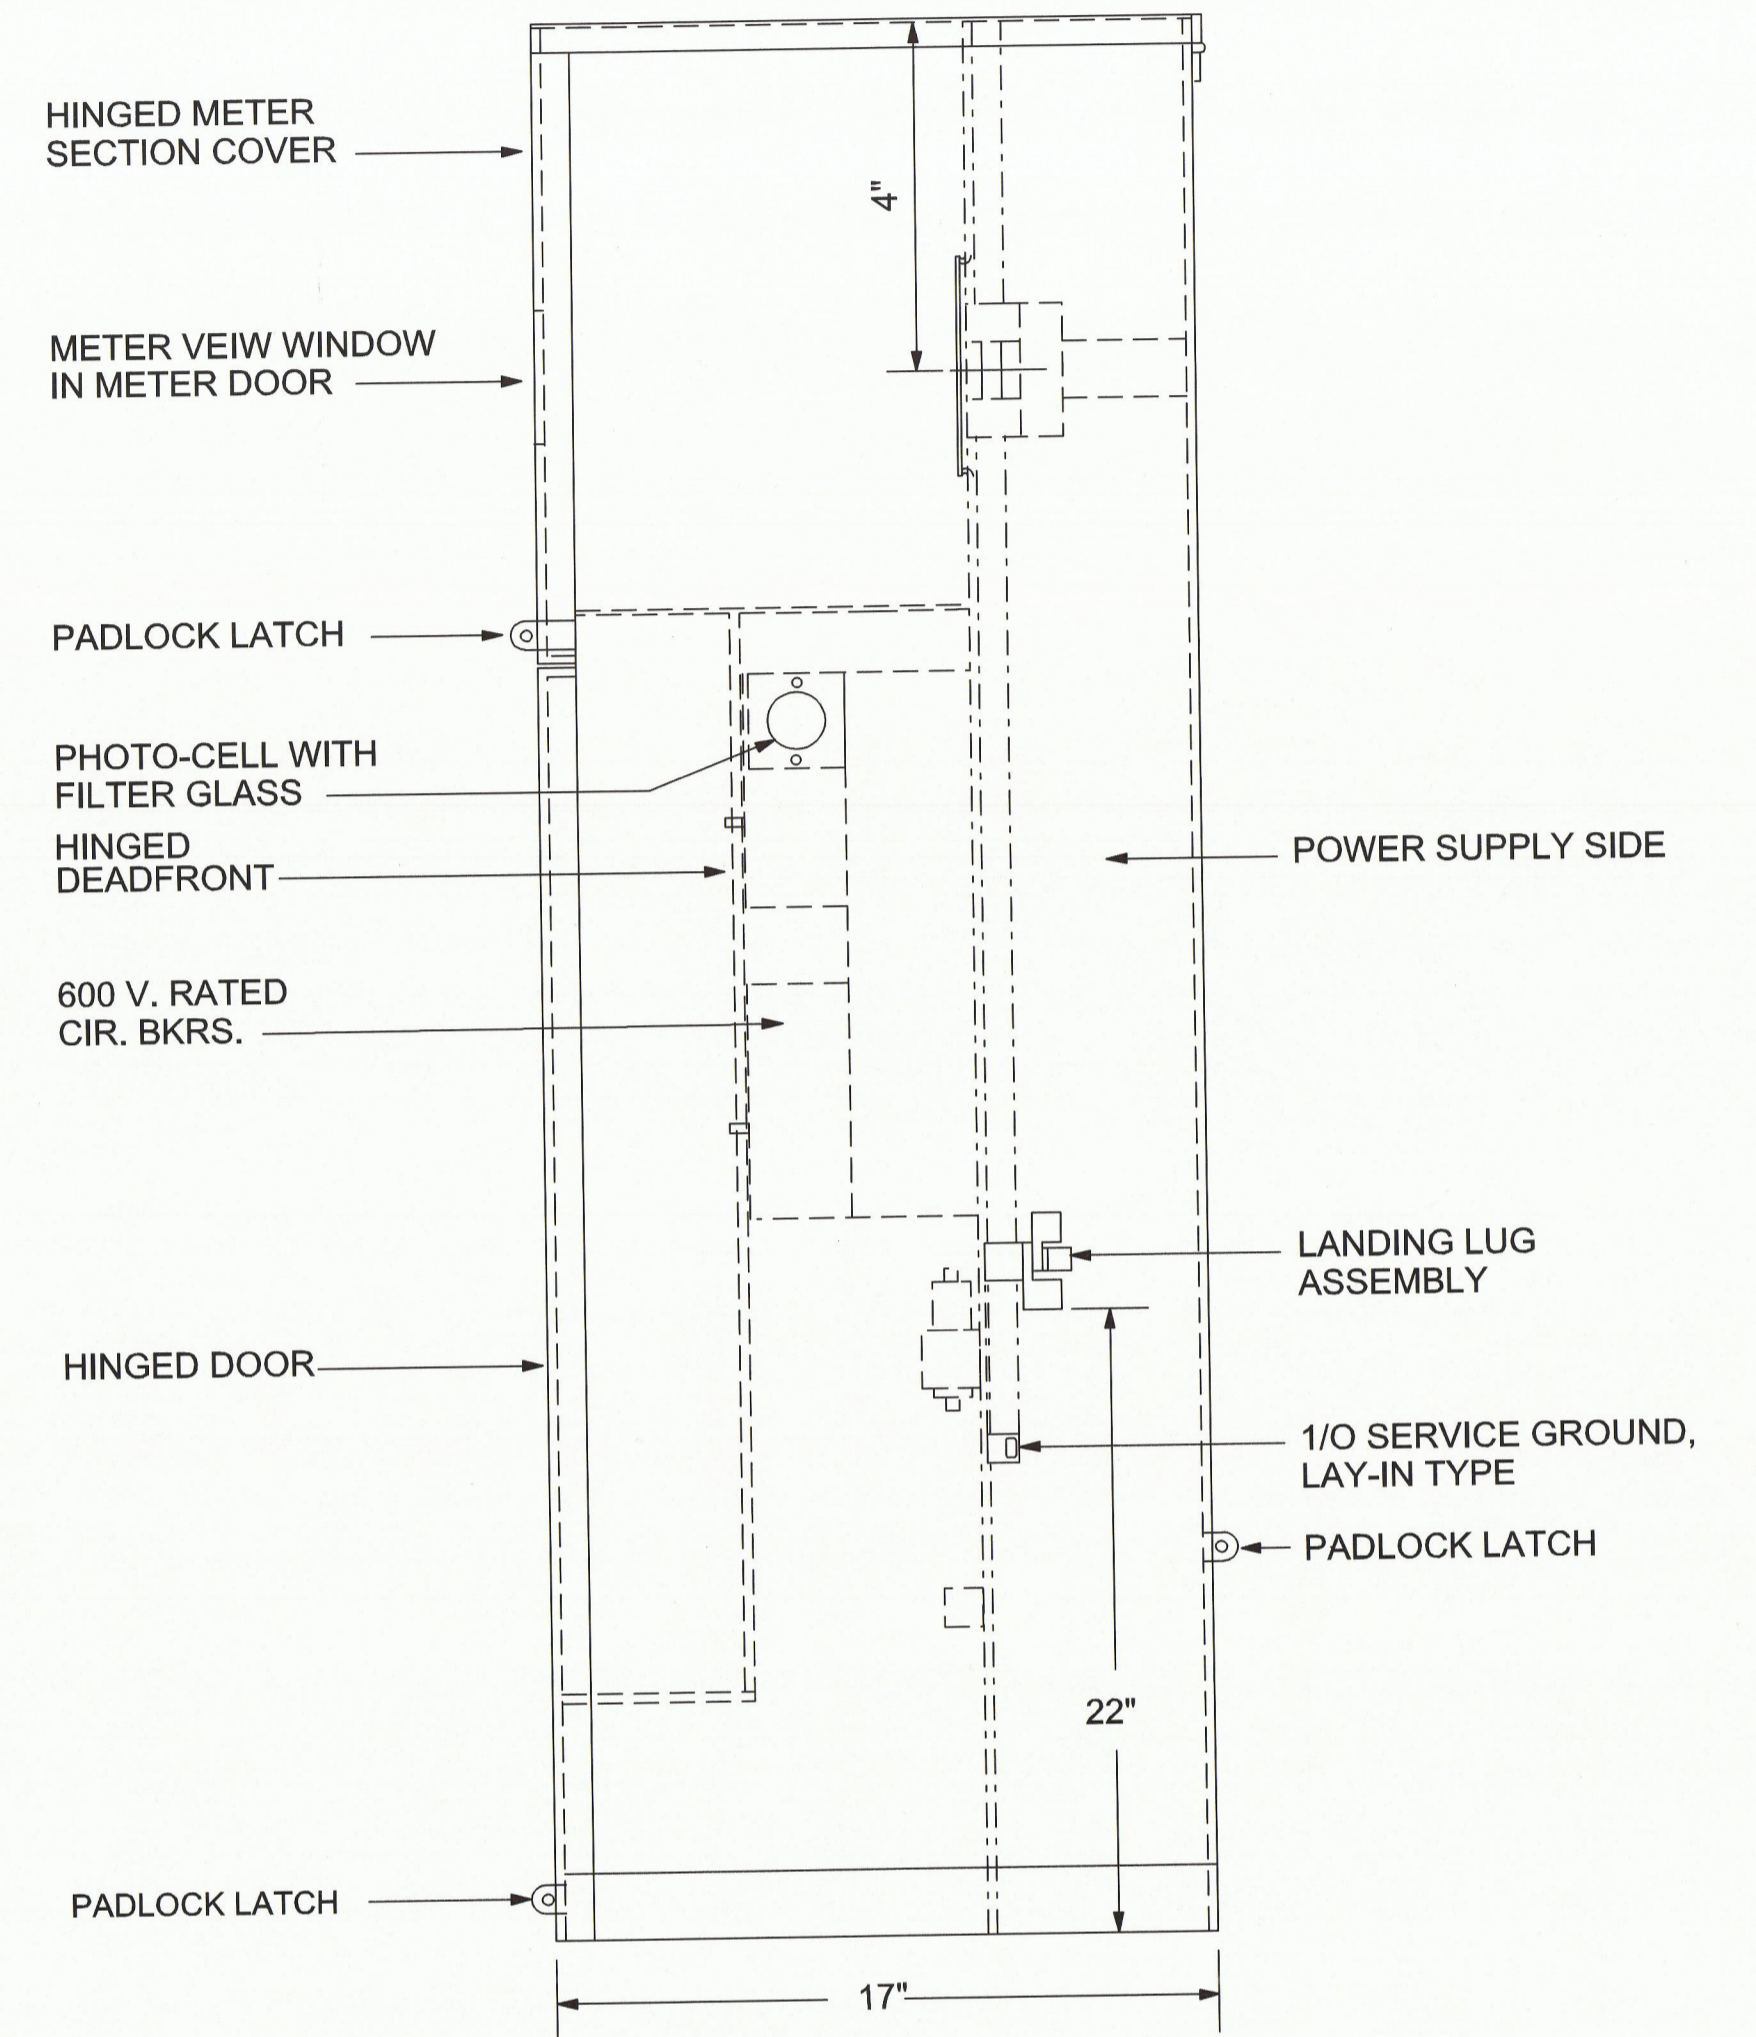 HINGED METER
SECTION COVER
4"
METER VEIW WINDOW
IN METER DOOR
PADLOCK LATCH
PHOTO-CELL WITH
FILTER GLASS
HINGED
DEADFRONT
POWER SUPPLY SIDE
600 V. RATED
CIR. BKRS.
LANDING LUG
ASSEMBLY
HINGED DOOR
1/O SERVICE GROUND,
LAY-IN TYPE
PADLOCK LATCH
22"
PADLOCK LATCH
17"